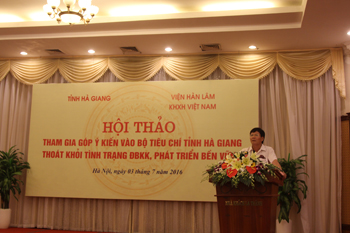 TỈNH HÀ GIANG
VIỆN HÀN LÂM
KHXH VIỆT NAM
HỘI THẢO
THAM GIA GÓP Ý KIẾN VÀO BỘ TIÊU CHÍ TỈNH HÀ GIANG
THOÁT KHỎI TÌNH TRẠNG ĐBKK, PHÁT TRIỂN BỀN
Hà Nội, ngày 03 tháng 7 năm 2016